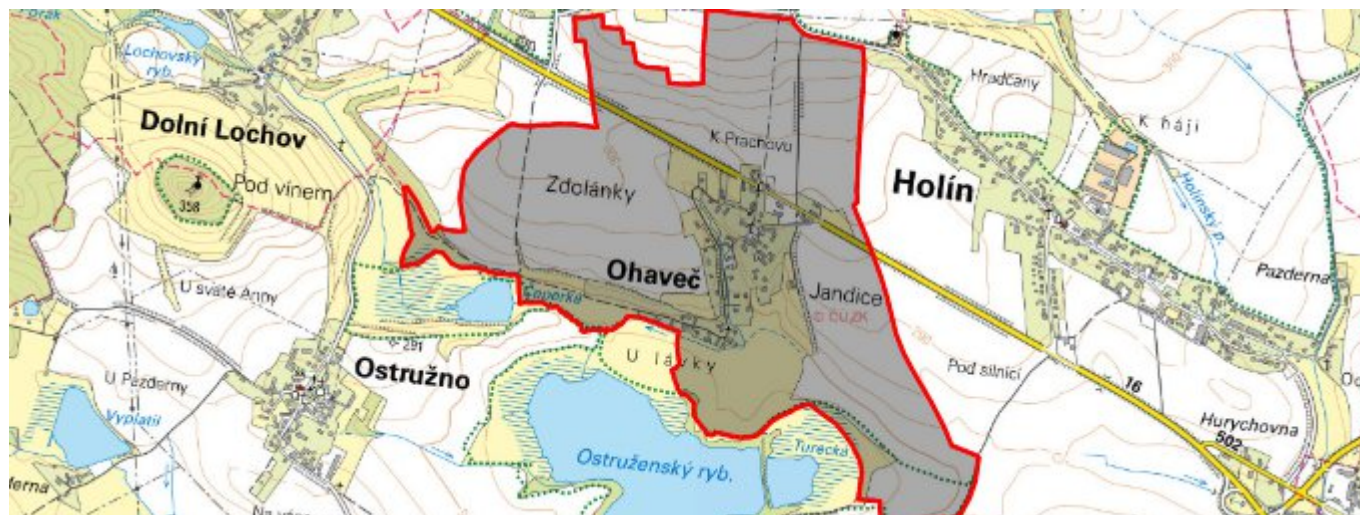 Lochovský
ryb.
Hradčany
K háji
Dolní Lochov
K Prachovu
Pod vínem
Zdolánky
Holín
358
Holínský p.
Ohaveč
Pazderna
U svaté Anny
Jandice
© ČÚZK
290
291
U lávky
Pod silnicí
Ostružno
U Pazderny
16
Vyplatil
Hurychovna
502
Turecká
Ostruženský ryb.